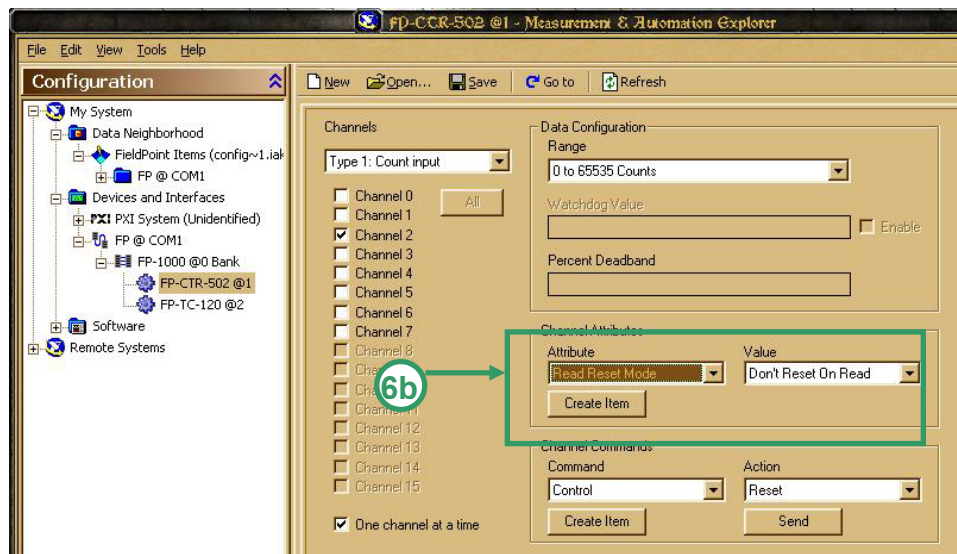 FP-CTR-502 @1 - Measurement & Automation Explorer
File Edit View Tools Help
Configuration
New Open... Save Go to Refresh
My System
Data Neighborhood
FieldPoint Items (config~1.iak
FP @ COM1
Devices and Interfaces
PXI PXI System (Unidentified)
FP @ COM1
FP-1000 @0 Bank
FP-CTR-502 @1
FP-TC-120 @2
Software
Remote Systems
Channels
Type 1: Count input
All
Channel 0
Channel 1
Channel 2
Channel 3
Channel 4
Channel 5
Channel 6
Channel 7
Channel 8
Channel 12
Channel 13
Channel 14
Channel 15
One channel at a time
6b
Data Configuration
Range
0 to 65535 Counts
Watchdog Value
Enable
Percent Deadband
Channel Attributes
Attribute Value
Read Reset Mode Don't Reset On Read
Create Item
Channel Commands
Command Action
Control Reset
Create Item Send